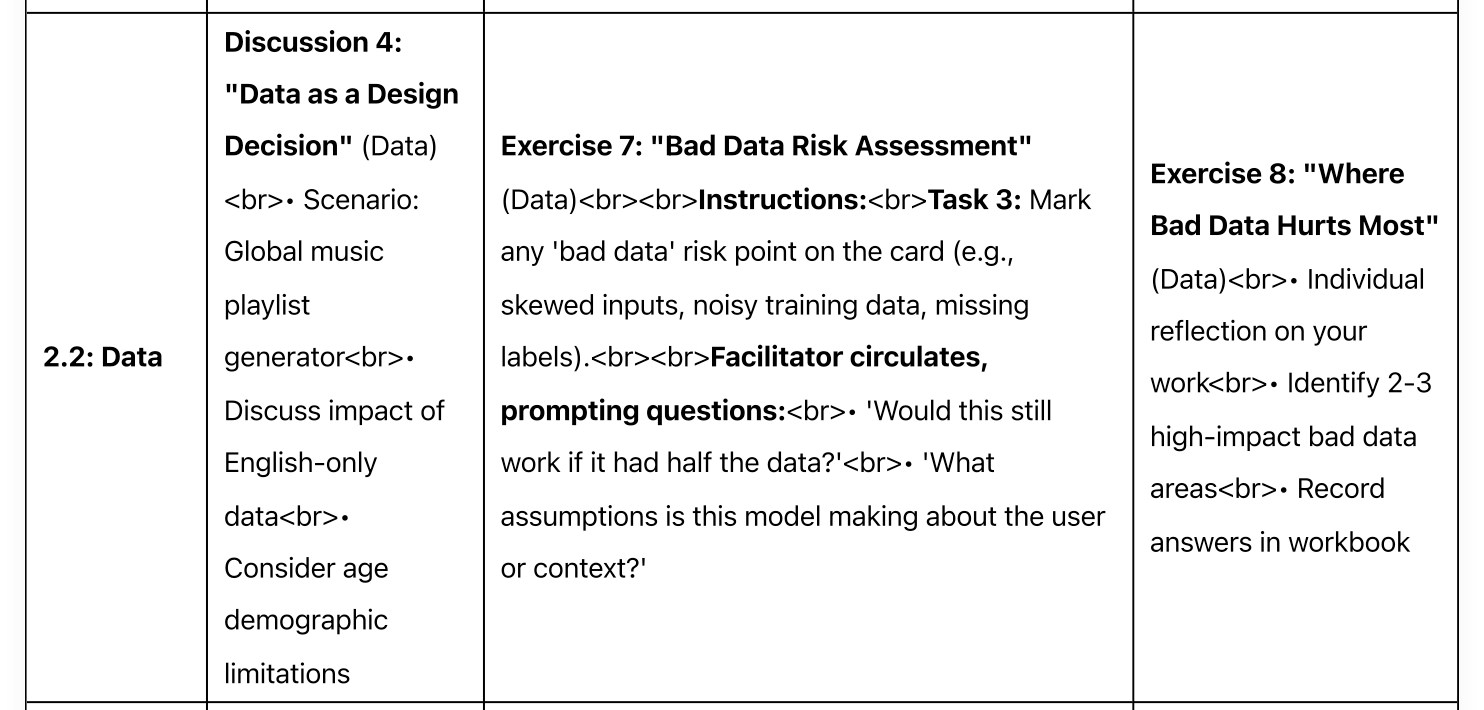 2.2: Data
Discussion 4:
"Data as a Design
Decision" (Data)
<br>• Scenario:
Global music
playlist
generator<br>•
Discuss impact of
English-only
data<br>•
Consider age
demographic
limitations
Exercise 7: "Bad Data Risk Assessment"
(Data)<br><br>Instructions:<br>Task 3: Mark
any 'bad data' risk point on the card (e.g.,
skewed inputs, noisy training data, missing
labels).<br><br>Facilitator circulates,
prompting questions:<br>• 'Would this still
work if it had half the data?'<br>• 'What
assumptions is this model making about the user
or context?'
Exercise 8: "Where
Bad Data Hurts Most"
(Data)<br>• Individual
reflection on your
work<br>• Identify 2-3
high-impact bad data
areas<br>• Record
answers in workbook